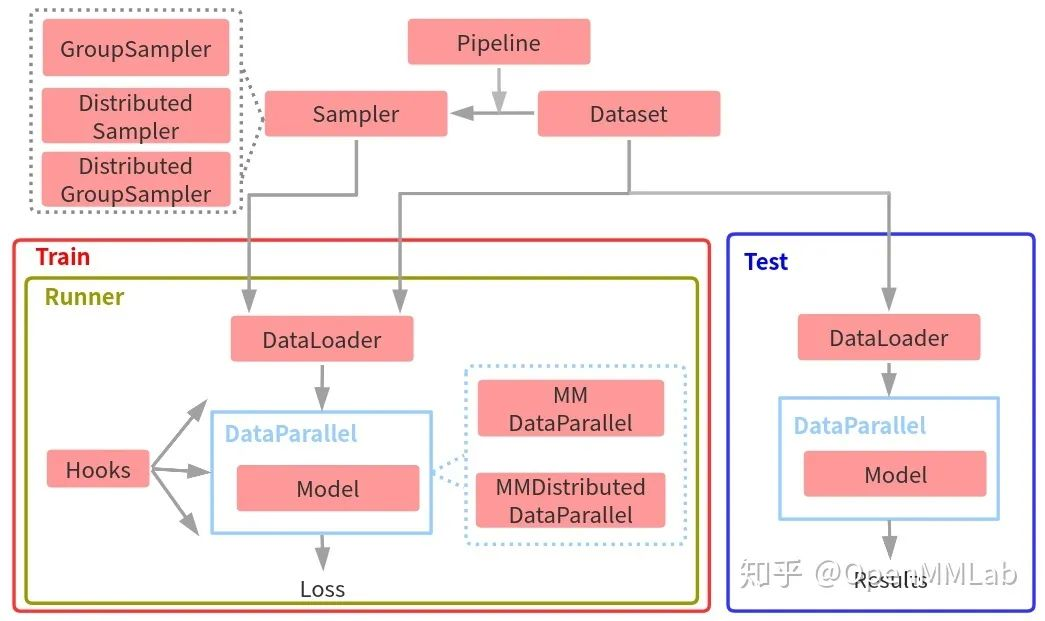 GroupSampler
Distributed
Sampler
Distributed
GroupSampler
Pipeline
Sampler
Dataset
Train
Runner
DataLoader
Hooks
DataParallel
Model
MM
DataParallel
MMDistributed
DataParallel
Loss
Test
DataLoader
DataParallel
Model
Results
知乎 @OpenMMLab